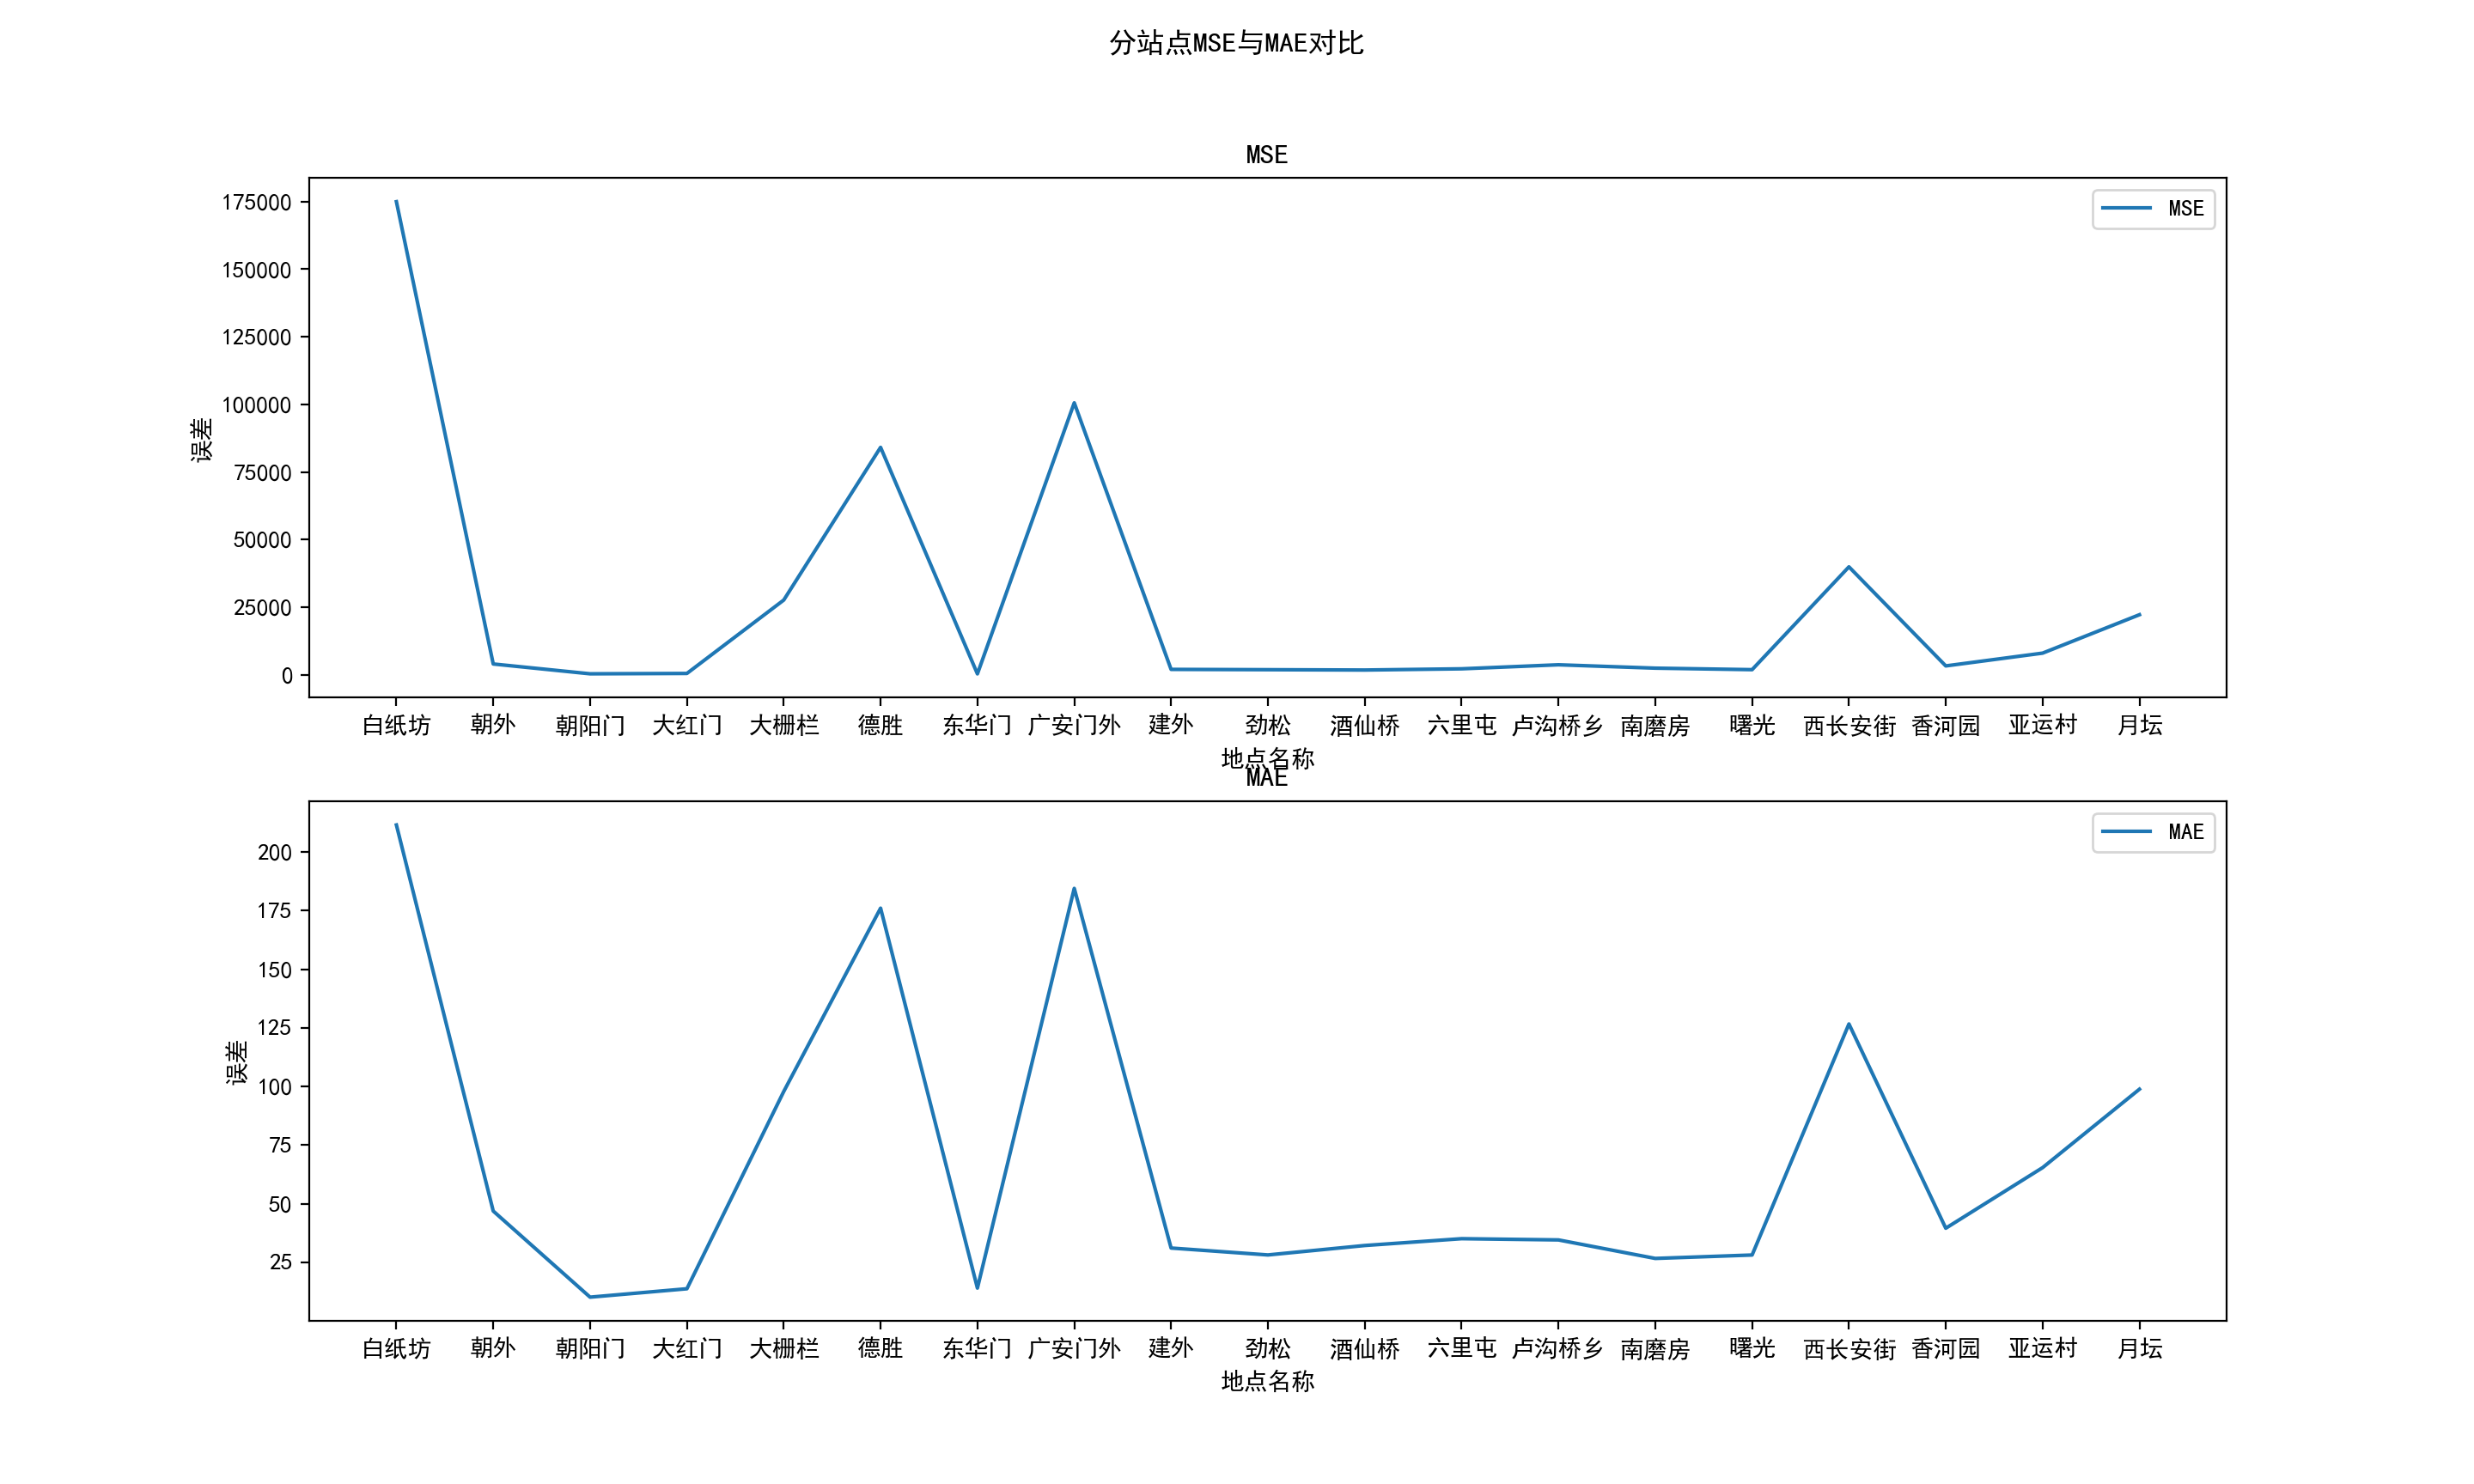 分站点MSE与MAE对比
MSE
MSE
175000
150000
125000
100000
75000
50000
25000
0
误差
白纸坊 朝外 朝阳门 大红门 大栅栏 德胜 东华门 广安门外 建外 劲松 酒仙桥 六里屯 卢沟桥乡 南磨房 曙光 西长安街 香河园 亚运村 月坛
地点名称
MAE
MAE
200
175
150
125
100
75
50
25
误差
白纸坊 朝外 朝阳门 大红门 大栅栏 德胜 东华门 广安门外 建外 劲松 酒仙桥 六里屯 卢沟桥乡 南磨房 曙光 西长安街 香河园 亚运村 月坛
地点名称